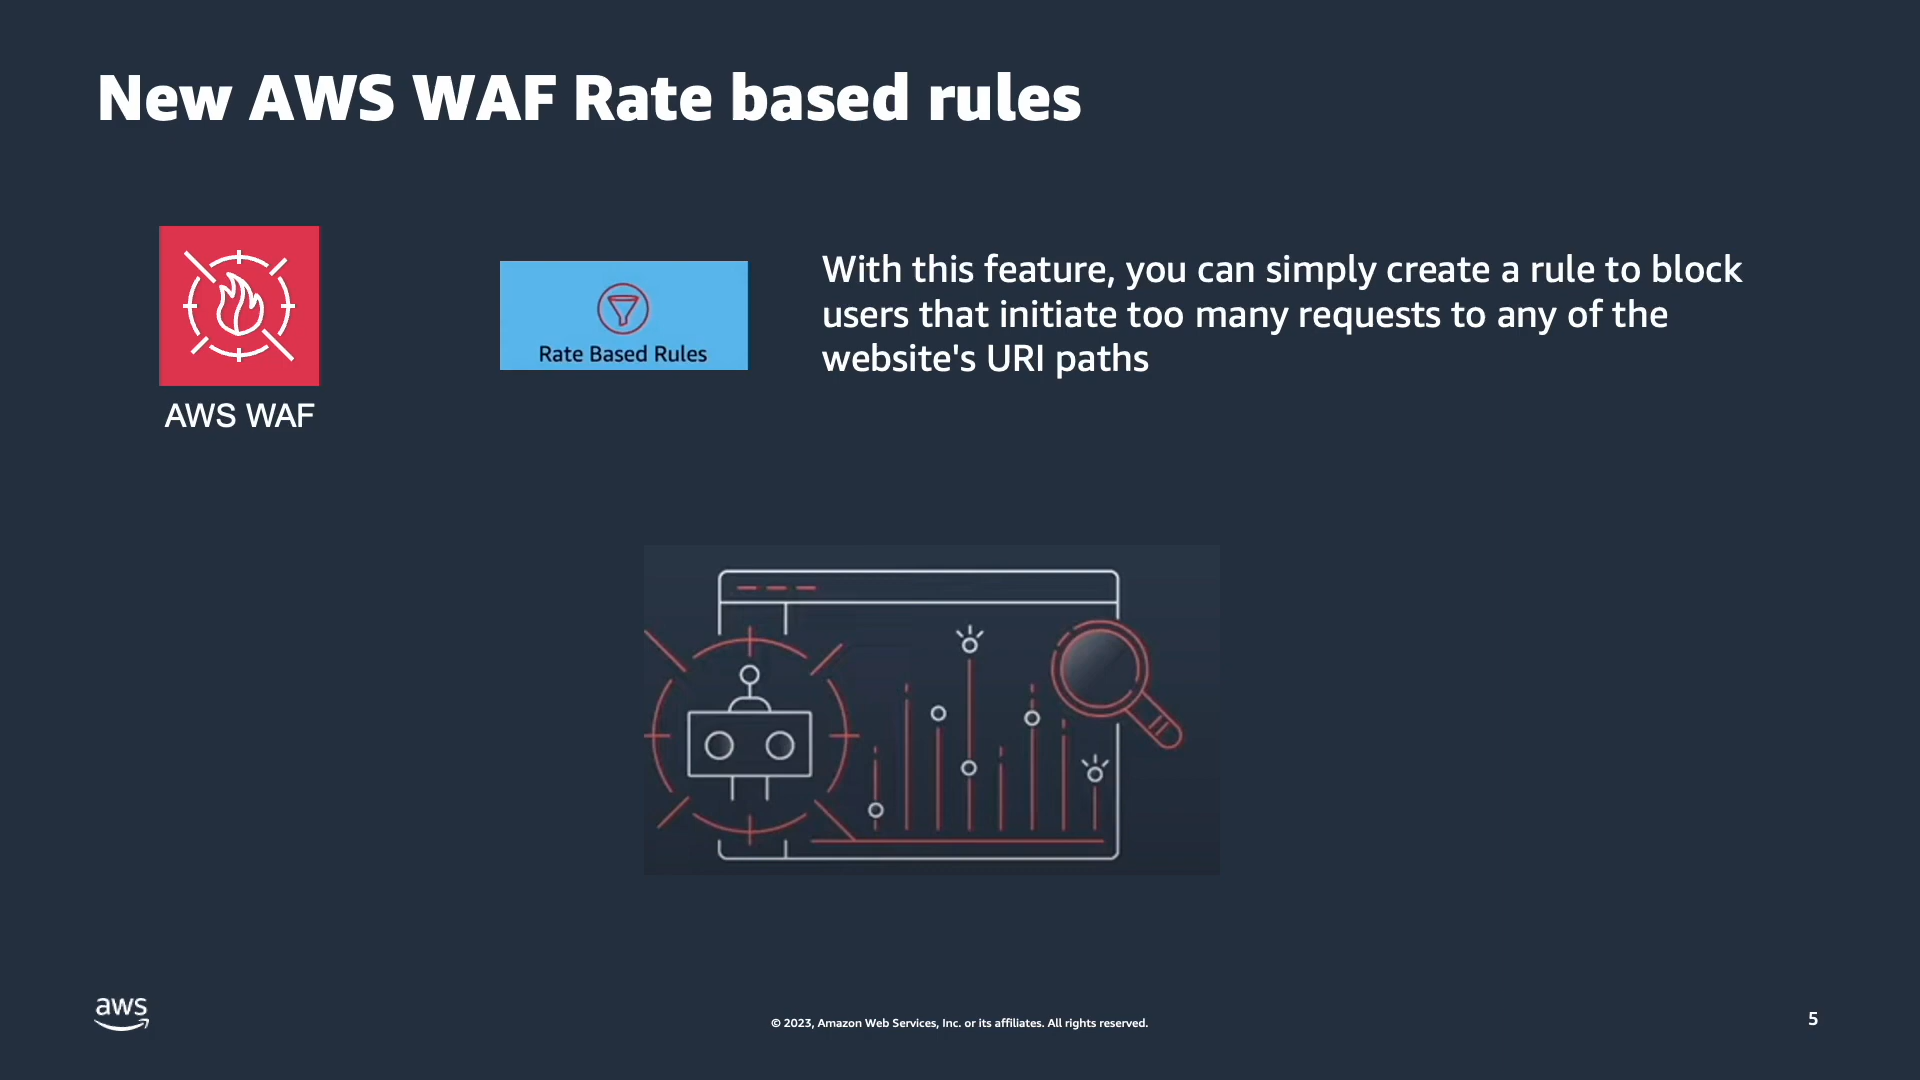 New AWS WAF Rate based rules
AWS WAF
Rate Based Rules
With this feature, you can simply create a rule to block
users that initiate too many requests to any of the
website's URI paths
aws
© 2023, Amazon Web Services, Inc. or its affiliates. All rights reserved.
5